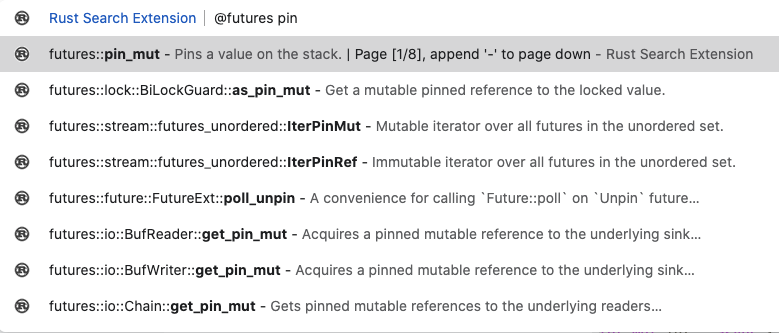 Rust Search Extension | @futures pin
futures::pin_mut - Pins a value on the stack. | Page [1/8], append '-' to page down - Rust Search Extension
futures::lock::BiLockGuard::as_pin_mut - Get a mutable pinned reference to the locked value.
futures::stream::futures_unordered::IterPinMut - Mutable iterator over all futures in the unordered set.
futures::stream::futures_unordered::IterPinRef - Immutable iterator over all futures in the unordered set.
futures::future::FutureExt::poll_unpin - A convenience for calling `Future::poll` on `Unpin` future...
futures::io::BufReader::get_pin_mut - Acquires a pinned mutable reference to the underlying sink...
futures::io::BufWriter::get_pin_mut - Acquires a pinned mutable reference to the underlying sink...
futures::io::Chain::get_pin_mut - Gets pinned mutable references to the underlying readers...